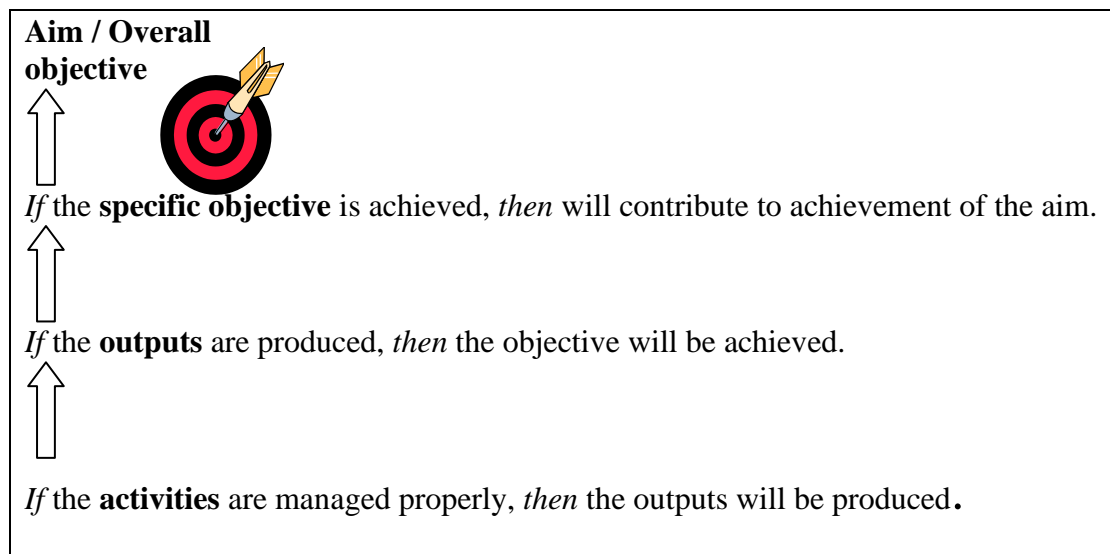 Aim / Overall
objective
If the specific objective is achieved, then will contribute to achievement of the aim.
If the outputs are produced, then the objective will be achieved.
If the activities are managed properly, then the outputs will be produced.